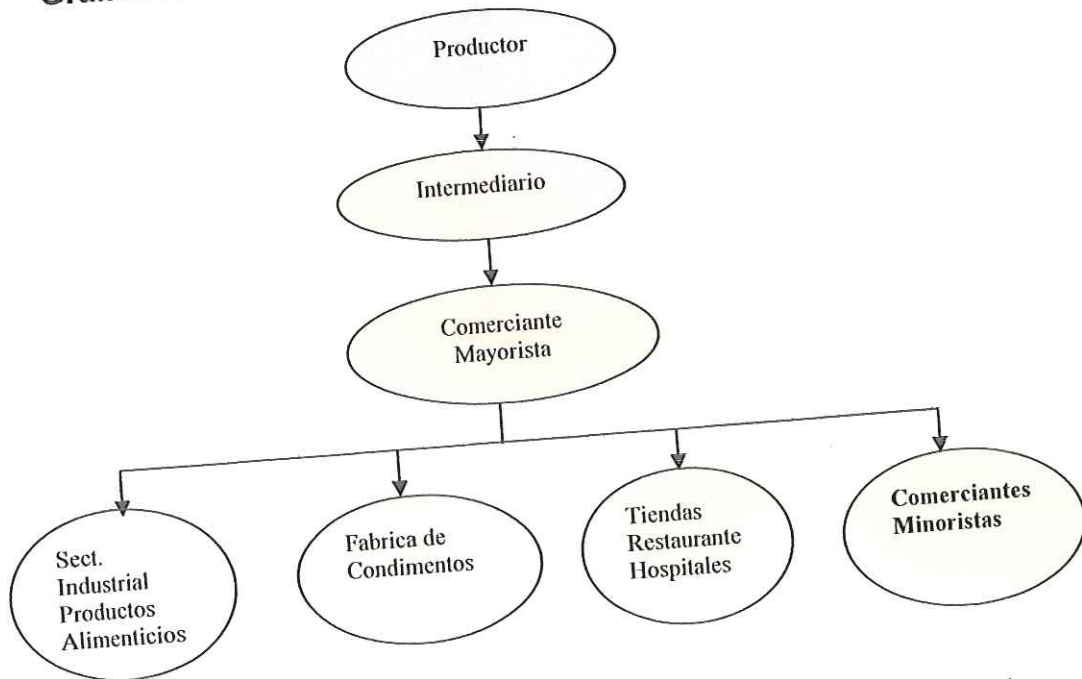 Productor
Intermediario
Comerciante
Mayorista
Sect.
Industrial
Productos
Alimenticios
Fabrica de
Condimentos
Tiendas
Restaurante
Hospitales
Comerciantes
Minoristas